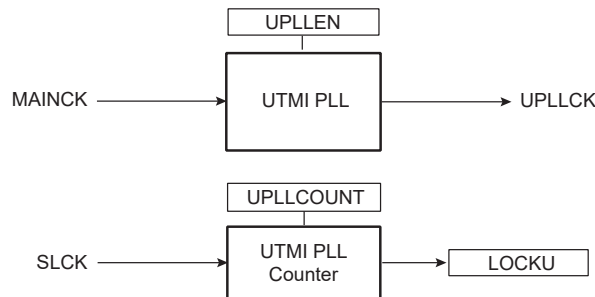 UPLLEN
MAINCK
UTMI PLL
UPLLCK
UPLLCOUNT
SLCK
UTMI PLL
Counter
LOCKU